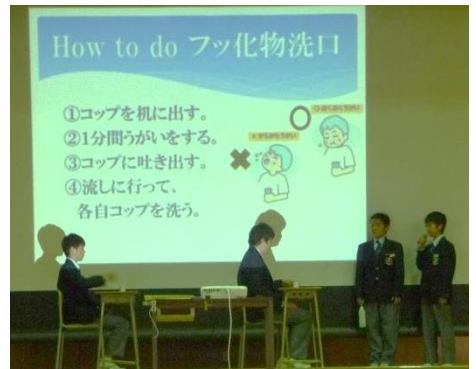 How to do フッ化物洗口
①コップを机に出す。
②1分間うがいをする。
③コップに吐き出す。
④流しに行って、
各自コップを洗う。